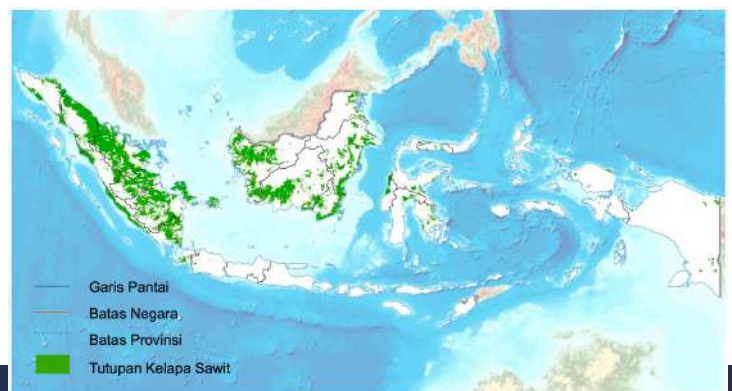 Garis Pantai
Batas Negara
Batas Provinsi
Tutupan Kelapa Sawit